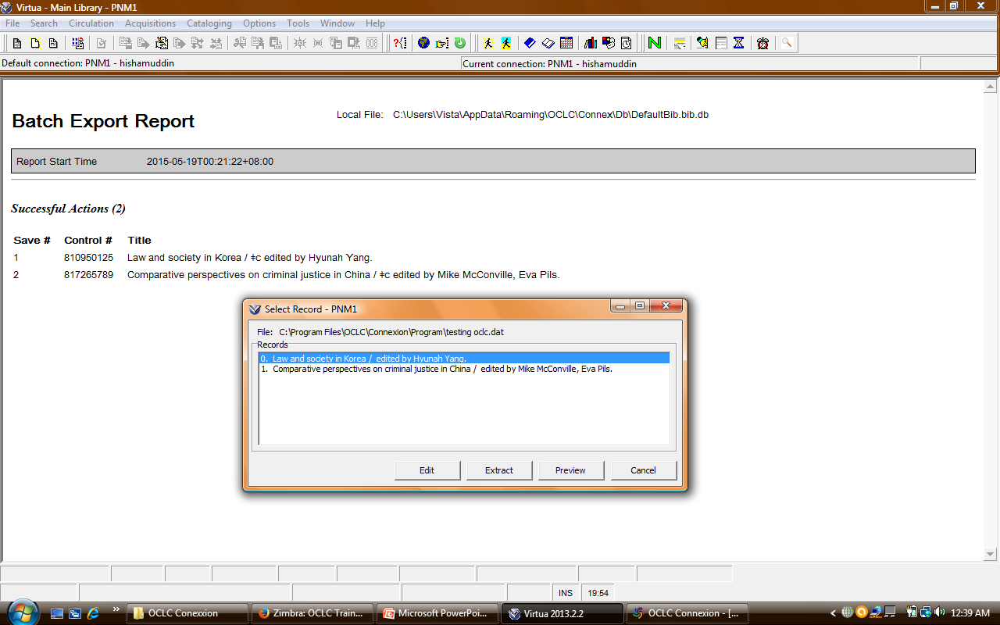 Virtua - Main Library - PNM1
File Search Circulation Acquisitions Cataloging Options Tools Window Help
Default connection: PNM1 - hishamuddin Current connection: PNM1 - hishamuddin
Batch Export Report
Local File: C:\Users\Vista\AppData\Roaming\OCLC\Connex\Db\DefaultBib.bib.db
Report Start Time 2015-05-19T00:21:22+08:00
Successful Actions (2)
Save # Control # Title
1 810950125 Law and society in Korea / ǂc edited by Hyunah Yang.
2 817265789 Comparative perspectives on criminal justice in China / ǂc edited by Mike McConville, Eva Pils.
Select Record - PNM1
File: C:\Program Files\OCLC\Connexion\Program\testing oclc.dat
Records
0. Law and society in Korea / edited by Hyunah Yang.
1. Comparative perspectives on criminal justice in China / edited by Mike McConville, Eva Pils.
Edit Extract Preview Cancel
INS 19:54
OCLC Conexxion Zimbra: OCLC Train... Microsoft PowerPoi... Virtua 2013.2.2 OCLC Connexion - [... 12:39 AM